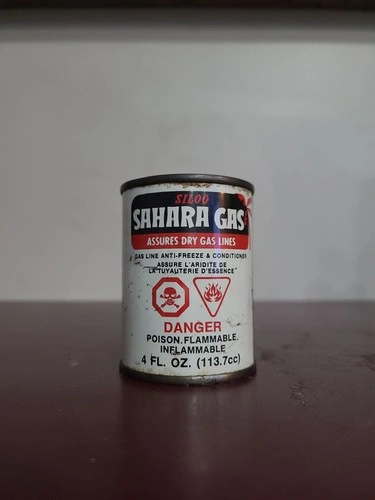 SILOO
SAHARA GAS
ASSURES DRY GAS LINES
GAS LINE ANTI-FREEZE & CONDITIONER
ASSURE L'ARIDITE DE
LA TUYAUTERIE D'ESSENCE
DANGER
POISON. FLAMMABLE.
INFLAMMABLE
4 FL. OZ. (113.7cc)